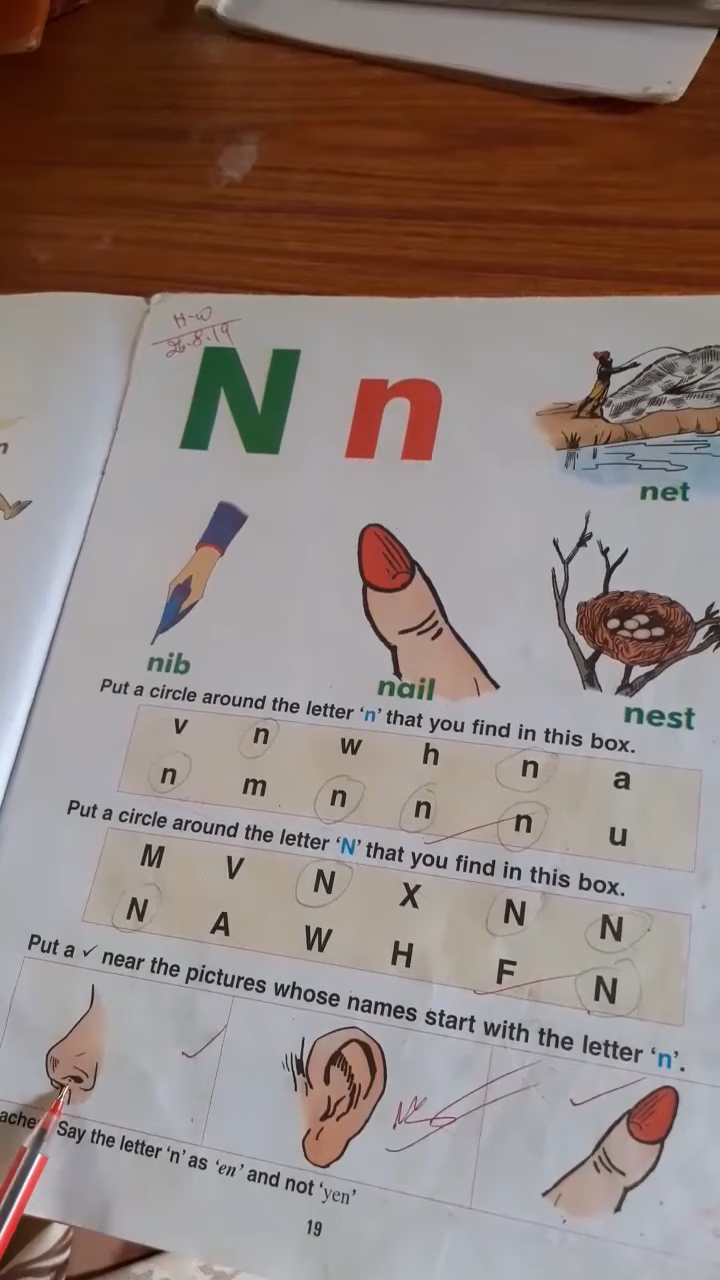 H-W
26.8.19
N n
net
nib
nail
nest
Put a circle around the letter 'n' that you find in this box.
v n w h n a
n m n n n u
Put a circle around the letter 'N' that you find in this box.
M V N X N N
N A W H F N
Put a ✓ near the pictures whose names start with the letter 'n'.
Say the letter 'n' as 'en' and not 'yen'
19